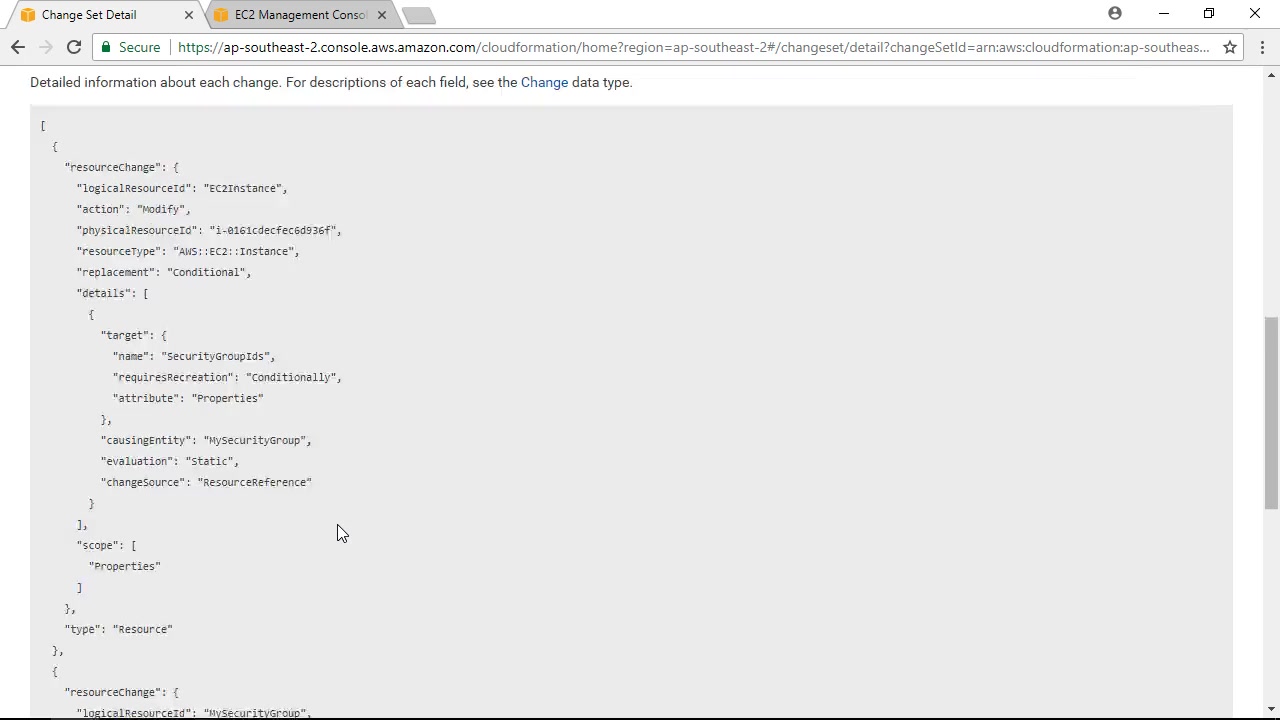 Change Set Detail
EC2 Management Consol
Secure
https://ap-southeast-2.console.aws.amazon.com/cloudformation/home?region=ap-southeast-2#/changeset/detail?changeSetId=arn:aws:cloudformation:ap-southeas...
Detailed information about each change. For descriptions of each field, see the Change data type.
[
{
"resourceChange": {
"logicalResourceId": "EC2Instance",
"action": "Modify",
"physicalResourceId": "i-0161cdecfec6d936f",
"resourceType": "AWS::EC2::Instance",
"replacement": "Conditional",
"details": [
{
"target": {
"name": "SecurityGroupIds",
"requiresRecreation": "Conditionally",
"attribute": "Properties"
},
"causingEntity": "MySecurityGroup",
"evaluation": "Static",
"changeSource": "ResourceReference"
}
],
"scope": [
"Properties"
]
},
"type": "Resource"
},
{
"resourceChange": {
"logicalResourceId": "MySecurityGroup",